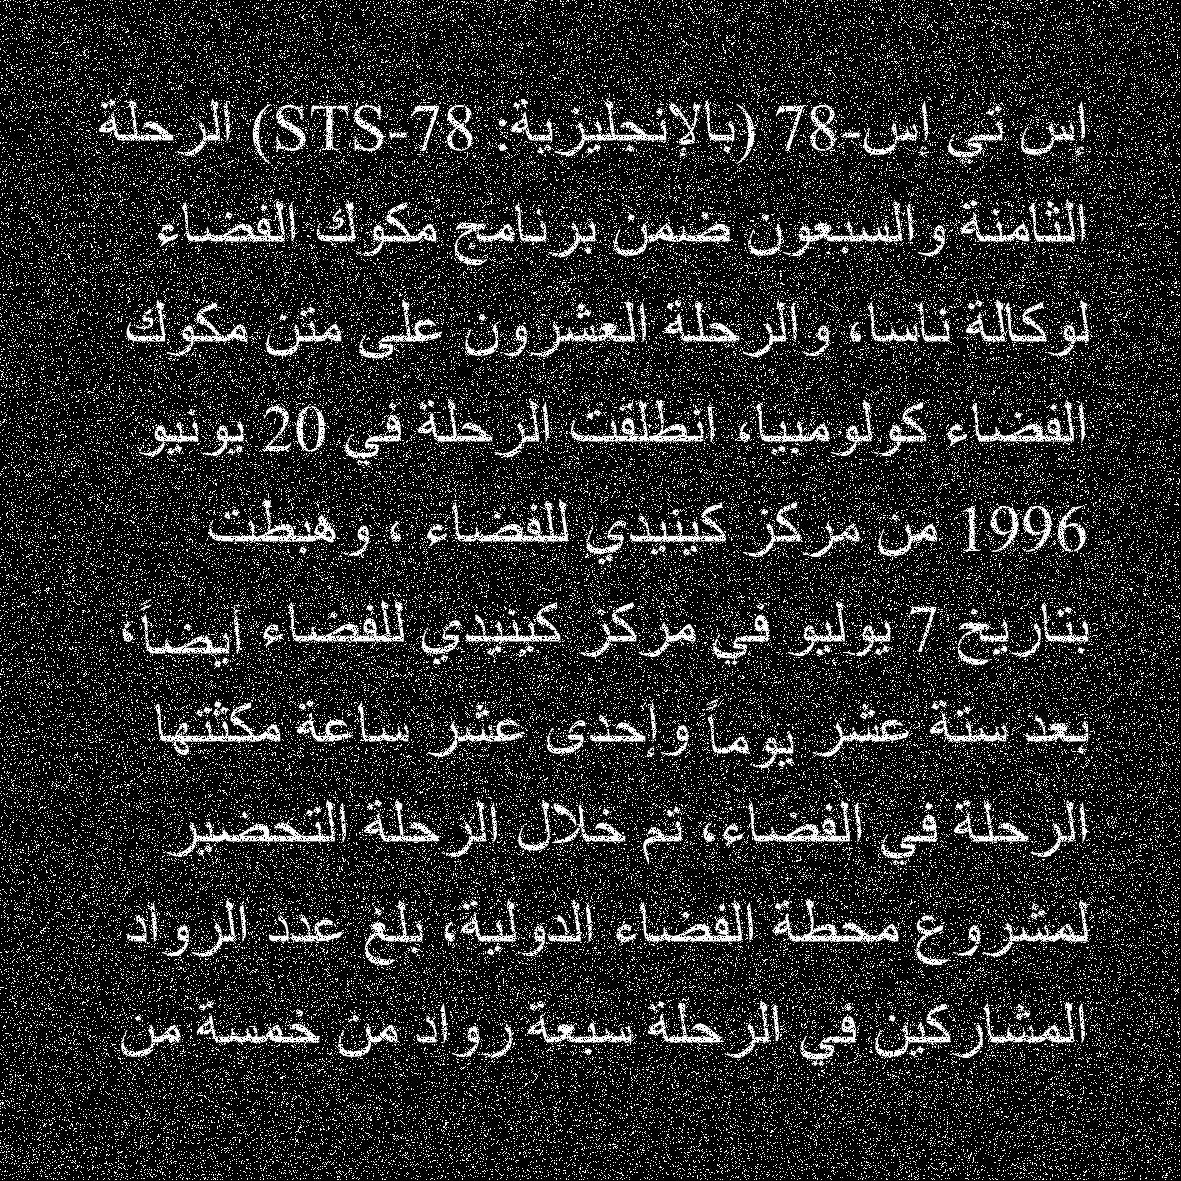 إس تي إس-78 (بالإنجليزية: STS-78) الرحلة
الثامنة والسبعون ضمن برنامج مكوك الفضاء
لوكالة ناسا، والرحلة العشرون على متن مكوك
الفضاء كولومبيا، انطلقت الرحلة في 20 يونيو
1996 من مركز كينيدي للفضاء ، وهبطت
بتاريخ 7 يوليو في مركز كينيدي للفضاء أيضاً،
بعد ستة عشر يوماً وإحدى عشر ساعة مكثتها
الرحلة في الفضاء، تم خلال الرحلة التحضير
لمشروع محطة الفضاء الدولية، بلغ عدد الرواد
المشاركين في الرحلة سبعة رواد من خمسة من